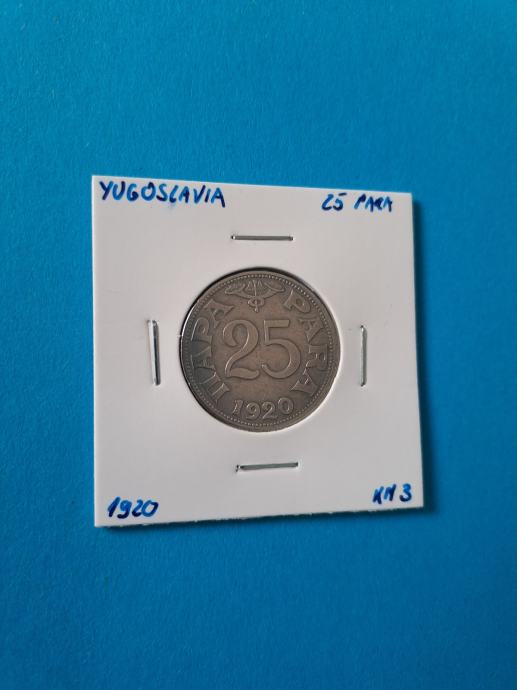 YUGOSLAVIA 25 PARA
ПАРА PARA
25
1920
1920 KM 3